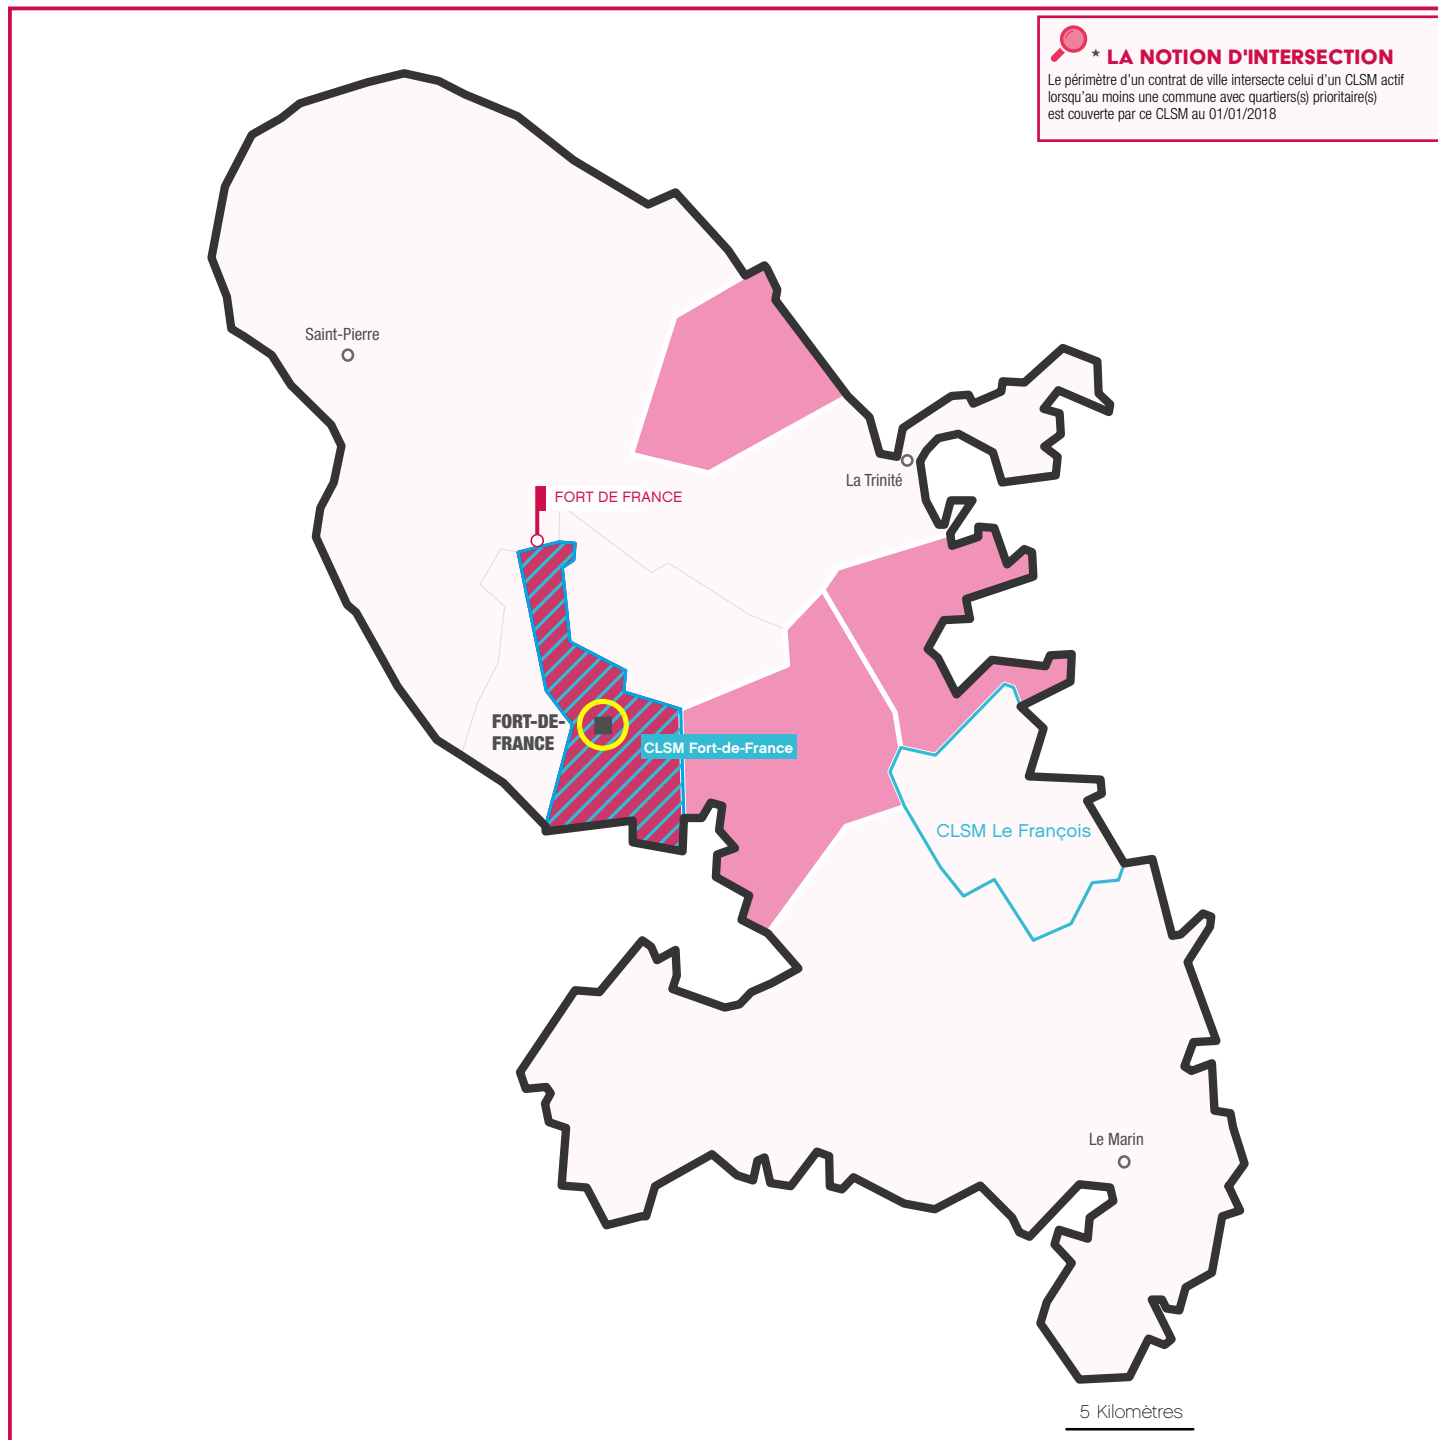 * LA NOTION D'INTERSECTION
Le périmètre d'un contrat de ville intersecte celui d'un CLSM actif
lorsqu'au moins une commune avec quartiers(s) prioritaire(s)
est couverte par ce CLSM au 01/01/2018
Saint-Pierre
La Trinité
FORT DE FRANCE
FORT-DE-
FRANCE
CLSM Fort-de-France
CLSM Le François
Le Marin
5 Kilomètres